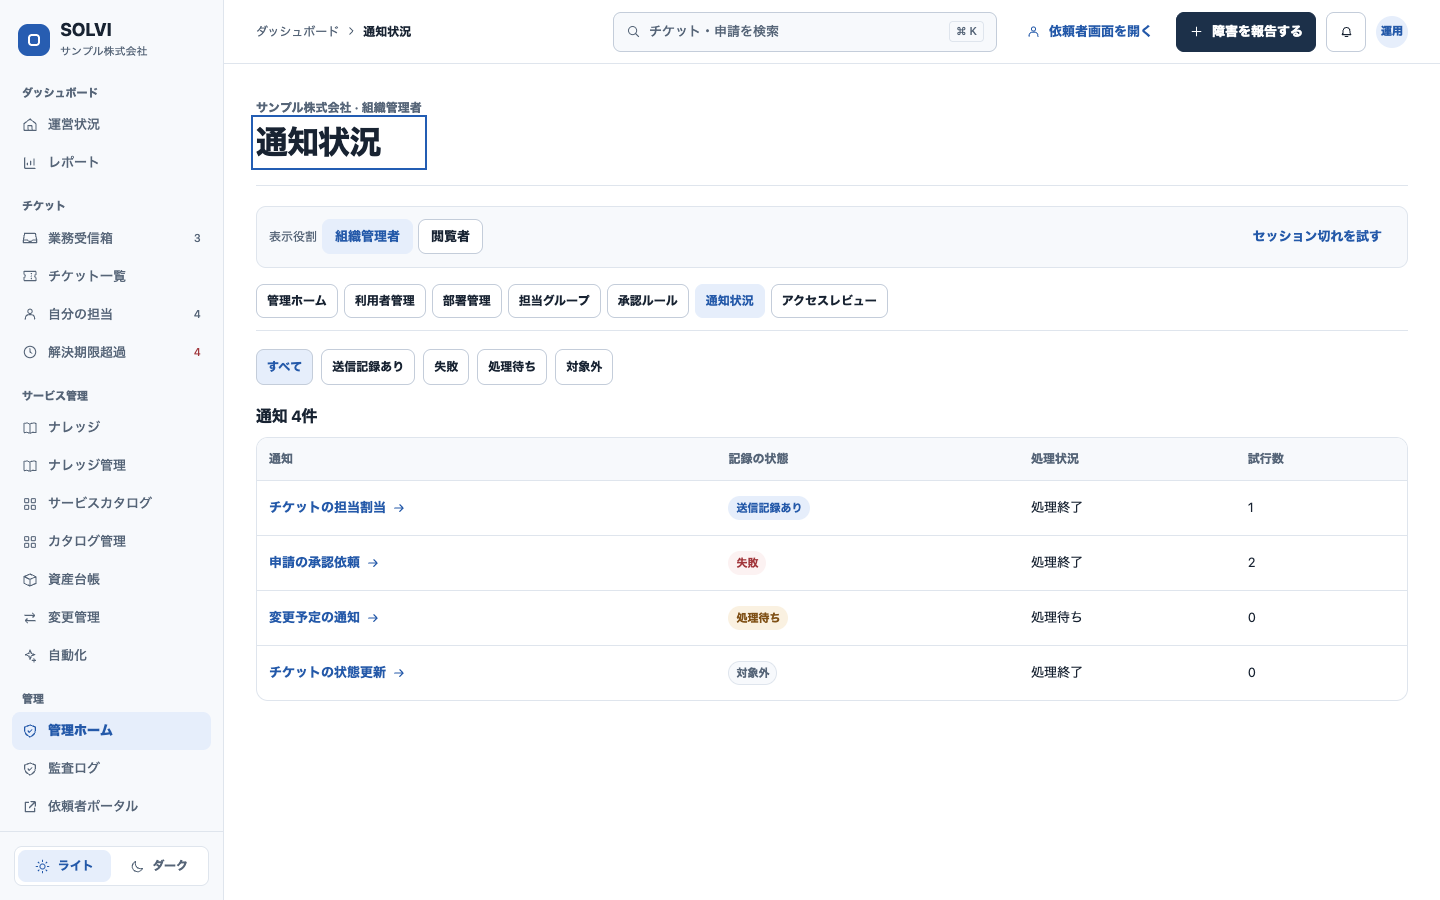 SOLVI
サンプル株式会社
ダッシュボード
運営状況
レポート
チケット
業務受信箱 3
チケット一覧
自分の担当 4
解決期限超過 4
サービス管理
ナレッジ
ナレッジ管理
サービスカタログ
カタログ管理
資産台帳
変更管理
自動化
管理
管理ホーム
監査ログ
依頼者ポータル
ライト ダーク
ダッシュボード > 通知状況
チケット・申請を検索 ⌘ K
依頼者画面を開く
+ 障害を報告する
運用
サンプル株式会社 · 組織管理者
通知状況
表示役割 組織管理者 閲覧者 セッション切れを試す
管理ホーム 利用者管理 部署管理 担当グループ 承認ルール 通知状況 アクセスレビュー
すべて 送信記録あり 失敗 処理待ち 対象外
通知 4件
通知 記録の状態 処理状況 試行数
チケットの担当割当 → 送信記録あり 処理終了 1
申請の承認依頼 → 失敗 処理終了 2
変更予定の通知 → 処理待ち 処理待ち 0
チケットの状態更新 → 対象外 処理終了 0